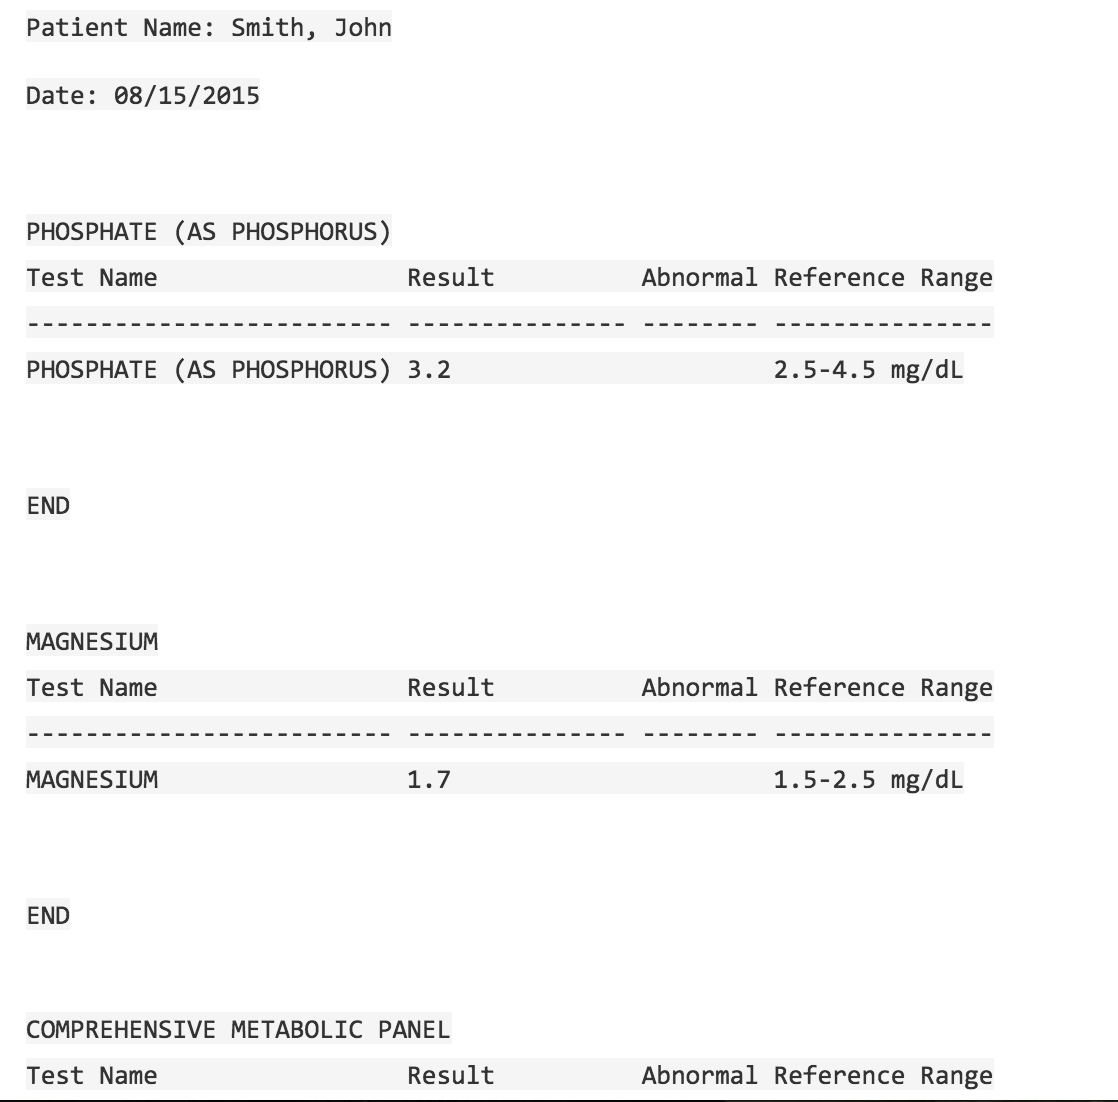 Patient Name: Smith, John
Date: 08/15/2015
PHOSPHATE (AS PHOSPHORUS)
Test Name                 Result          Abnormal Reference Range
------------------------- --------------- -------- ---------------
PHOSPHATE (AS PHOSPHORUS) 3.2                      2.5-4.5 mg/dL
END
MAGNESIUM
Test Name                 Result          Abnormal Reference Range
------------------------- --------------- -------- ---------------
MAGNESIUM                 1.7                      1.5-2.5 mg/dL
END
COMPREHENSIVE METABOLIC PANEL
Test Name                 Result          Abnormal Reference Range